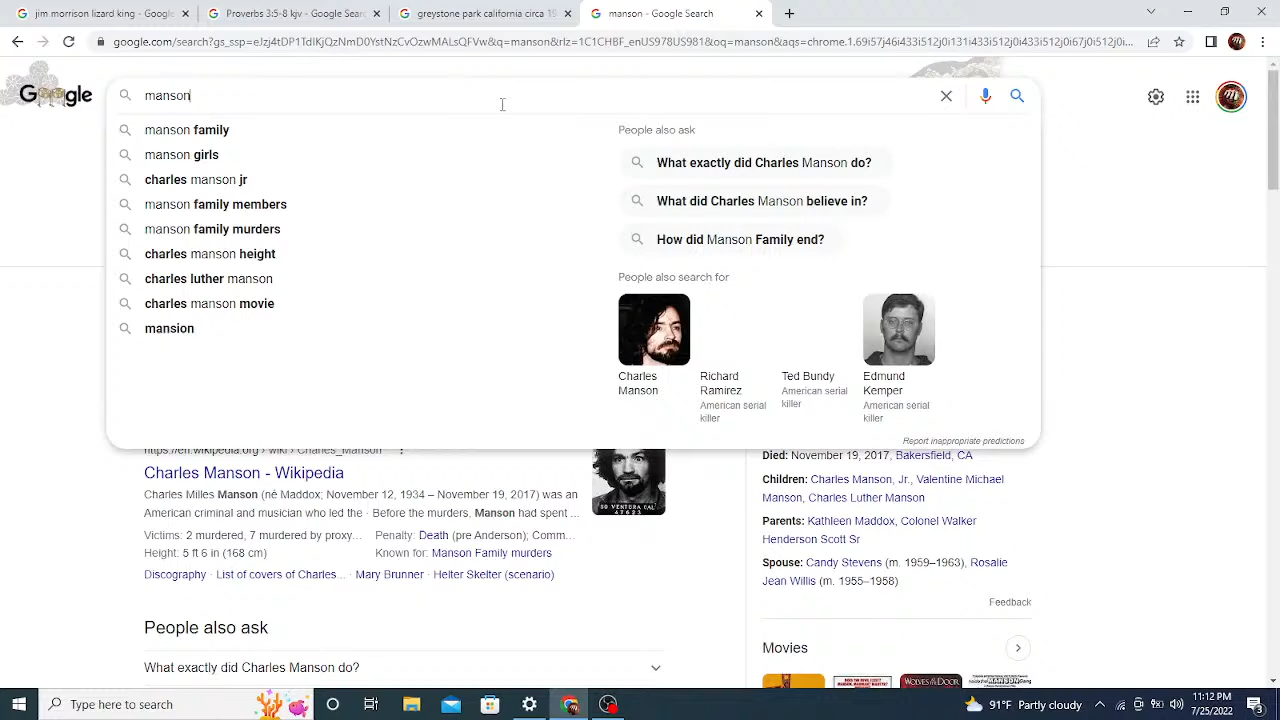 jim morrison lizard king - Google
Proverbs 3:5-8 kjv - Google Sear
greystone park california circa 19
manson - Google Search
google.com/search?gs_ssp=eJzj4tDP1TdIKjQzNmD0YstNzCvOzwMALsQFVw&q=manson&rlz=1C1CHBF_enUS978US981&oq=manson&aqs=chrome.1.69i57j46i433i512j0i131i433i512j0i433i512j0i67j0i512j0i...
Google
manson
manson family
manson girls
charles manson jr
manson family members
manson family murders
charles manson height
charles luther manson
charles manson movie
mansion
People also ask
What exactly did Charles Manson do?
What did Charles Manson believe in?
How did Manson Family end?
People also search for
Charles Manson
Richard Ramirez
American serial killer
Ted Bundy
American serial killer
Edmund Kemper
American serial killer
Report inappropriate predictions
https://en.wikipedia.org › wiki › Charles_Manson
Charles Manson - Wikipedia
Charles Milles Manson (né Maddox; November 12, 1934 – November 19, 2017) was an
American criminal and musician who led the · Before the murders, Manson had spent ...
Victims: 2 murdered, 7 murdered by proxy...
Penalty: Death (pre Anderson); Comm...
Height: 5 ft 6 in (168 cm)
Known for: Manson Family murders
Discography · List of covers of Charles... · Mary Brunner · Helter Skelter (scenario)
People also ask
What exactly did Charles Manson do?
Died: November 19, 2017, Bakersfield, CA
Children: Charles Manson, Jr., Valentine Michael
Manson, Charles Luther Manson
Parents: Kathleen Maddox, Colonel Walker
Henderson Scott Sr
Spouse: Candy Stevens (m. 1959–1963), Rosalie
Jean Willis (m. 1955–1958)
Feedback
Movies
WOLVES AT THE DOOR
Type here to search
91°F Partly cloudy
11:12 PM
7/25/2022